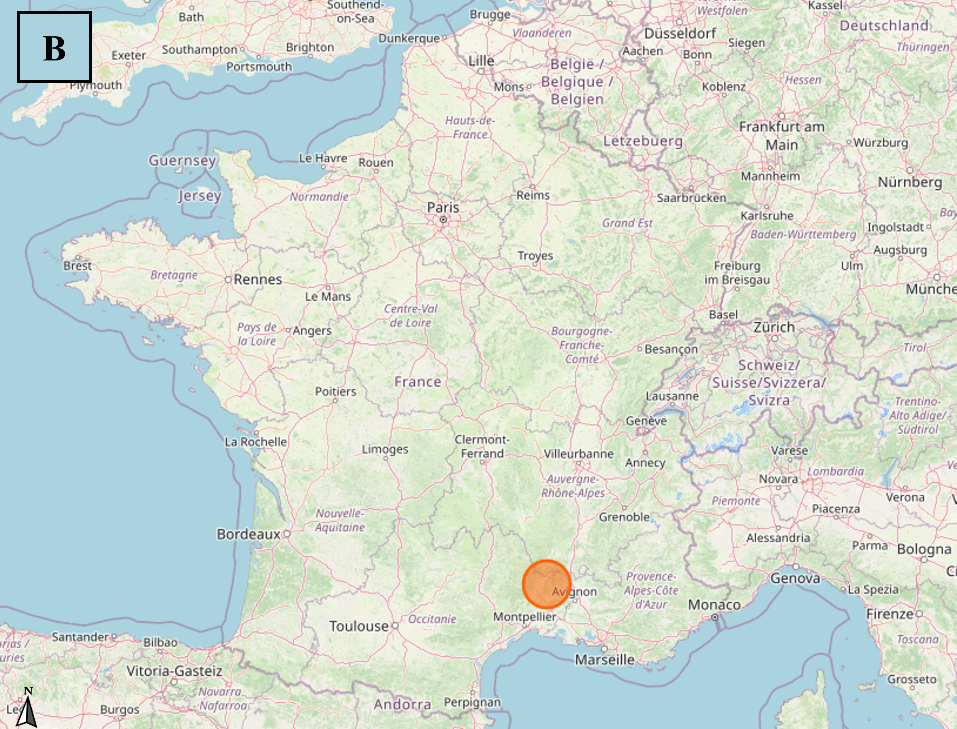 B
Bath
Southend-
on-Sea
Exeter
Southampton
Brighton
Portsmouth
Plymouth
Dunkerque
Brugge
Vlaanderen
Lille
Mons
België /
Belgique /
Belgien
Düsseldorf
Westfalen
Kassel
Aachen
Bonn
Siegen
Koblenz
Deutschland
Thüringen
Hessen
Frankfurt am
Main
Würzburg
Lëtzebuerg
Mannheim
Nürnberg
Saarbrücken
Karlsruhe
Ingolstadt
Baden-Württemberg
Augsburg
Ulm
Freiburg
im Breisgau
Hauts-de-
France
Guernsey
Jersey
Le Havre
Rouen
Normandie
Paris
Reims
Grand Est
Troyes
Brest
Bretagne
Rennes
Le Mans
Centre-Val
de Loire
Pays de
la Loire
Angers
Bourgogne-
Franche-
Comté
Besançon
Basel
Zürich
Schweiz/
Suisse/Svizzera/
Svizra
Tirol
Trentino-
Alto Adige/
Südtirol
Lausanne
Genève
France
Poitiers
La Rochelle
Limoges
Clermont-
Ferrand
Villeurbanne
Annecy
Auvergne-
Rhône-Alpes
Grenoble
Varese
Novara
Lombardia
Piemonte
Piacenza
Verona
Alessandria
Parma
Bologna
Genova
La Spezia
Firenze
Toscana
Grosseto
Bordeaux
Nouvelle-
Aquitaine
Avignon
Provence-
Alpes-Côte
d'Azur
Monaco
Montpellier
Toulouse
Occitanie
Marseille
Santander
Bilbao
Vitoria-Gasteiz
Navarra -
Nafarroa
Burgos
Andorra
Perpignan
N